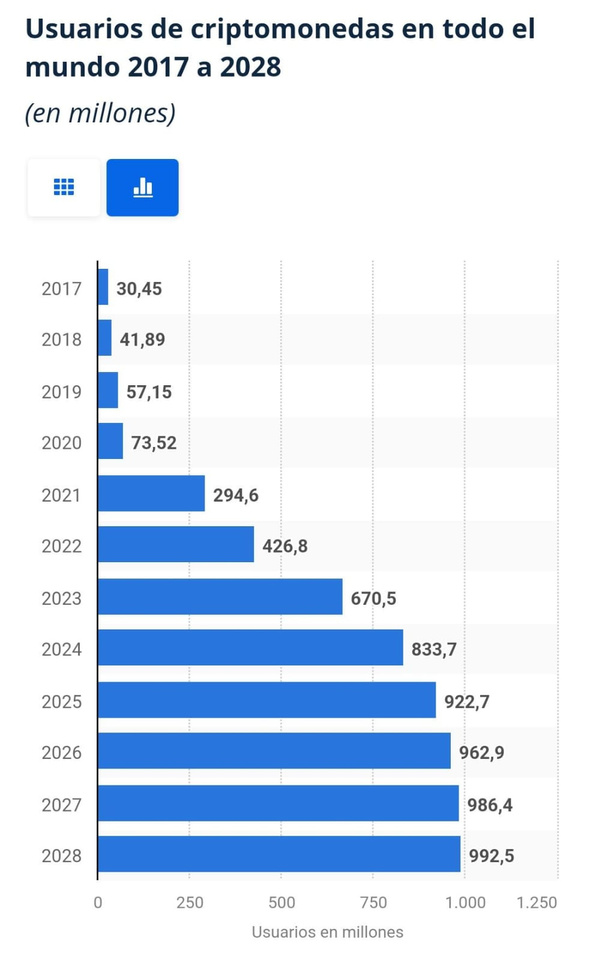 Usuarios de criptomonedas en todo el
mundo 2017 a 2028
(en millones)
2017 30,45
2018 41,89
2019 57,15
2020 73,52
2021 294,6
2022 426,8
2023 670,5
2024 833,7
2025 922,7
2026 962,9
2027 986,4
2028 992,5
0 250 500 750 1.000 1.250
Usuarios en millones